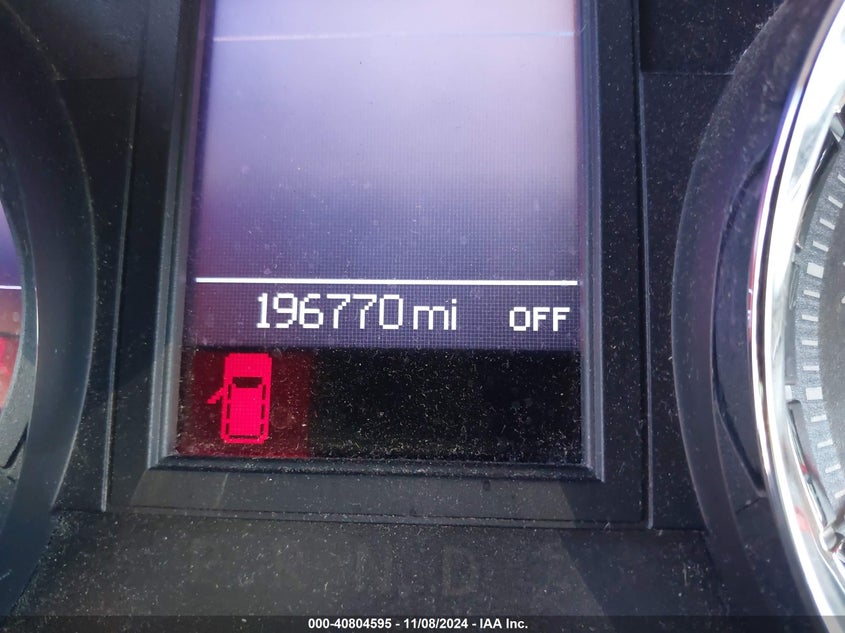 196770 mi OFF
N D
000-40804595 - 11/08/2024 - IAA Inc.